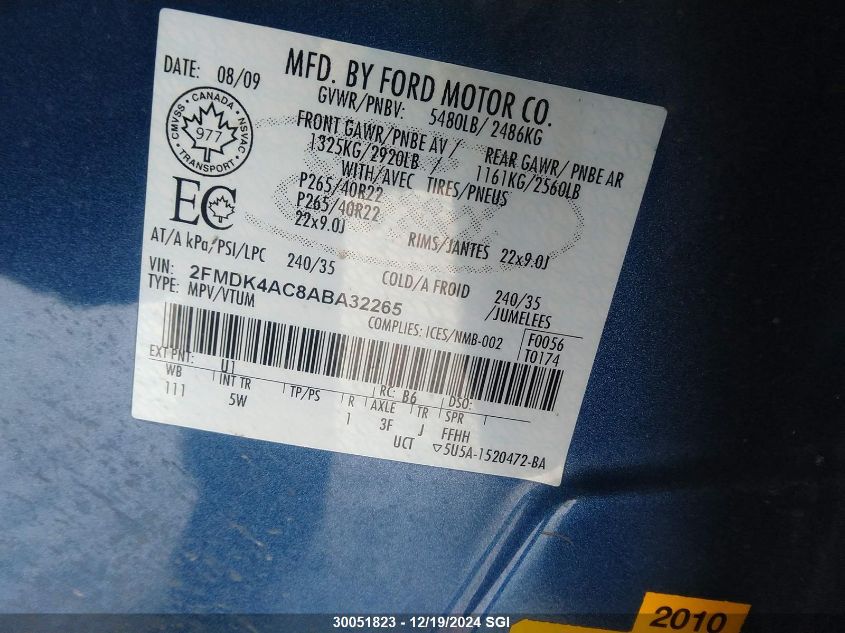 DATE: 08/09
MFD. BY FORD MOTOR CO.
GVWR/PNBV: 5480LB/ 2486KG
CMVSS • CANADA • NSVAC • TRANSPORT •
977
FRONT GAWR/PNBE AV / REAR GAWR/ PNBE AR
1325KG/2920LB / 1161KG/2560LB
WITH/AVEC TIRES/PNEUS
P265/40R22
P265/40R22
22x9.0J RIMS/JANTES 22x9.0J
EC
AT/A kPa/PSI/LPC 240/35 COLD/A FROID 240/35
/JUMELEES
VIN: 2FMDK4AC8ABA32265
TYPE: MPV/VTUM
COMPLIES: ICES/NMB-002
F0056
T0174
EXT PNT: U1 RC: B6 DSO:
WB INT TR TP/PS R AXLE TR SPR
111 5W 1 3F J FFHH
UCT ▽5U5A-1520472-BA
2010
30051823 - 12/19/2024 SGI